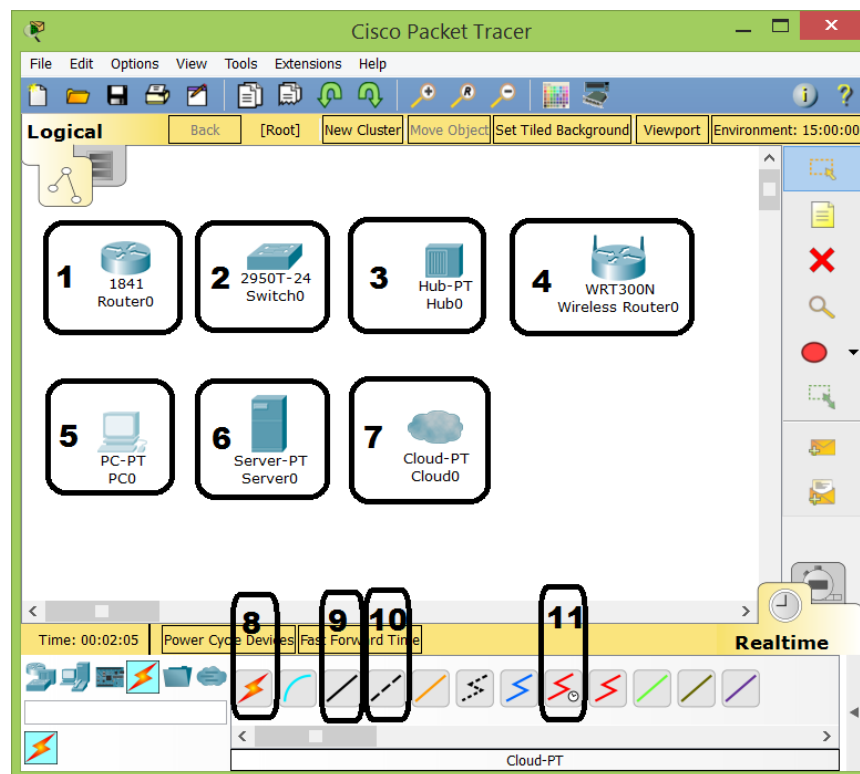 Cisco Packet Tracer
File Edit Options View Tools Extensions Help
Logical Back [Root] New Cluster Move Object Set Tiled Background Viewport Environment: 15:00:00
1 1841 Router0
2 2950T-24 Switch0
3 Hub-PT Hub0
4 WRT300N Wireless Router0
5 PC-PT PC0
6 Server-PT Server0
7 Cloud-PT Cloud0
8 9 10 11
Time: 00:02:05 Power Cycle Devices Fast Forward Time Realtime
Cloud-PT